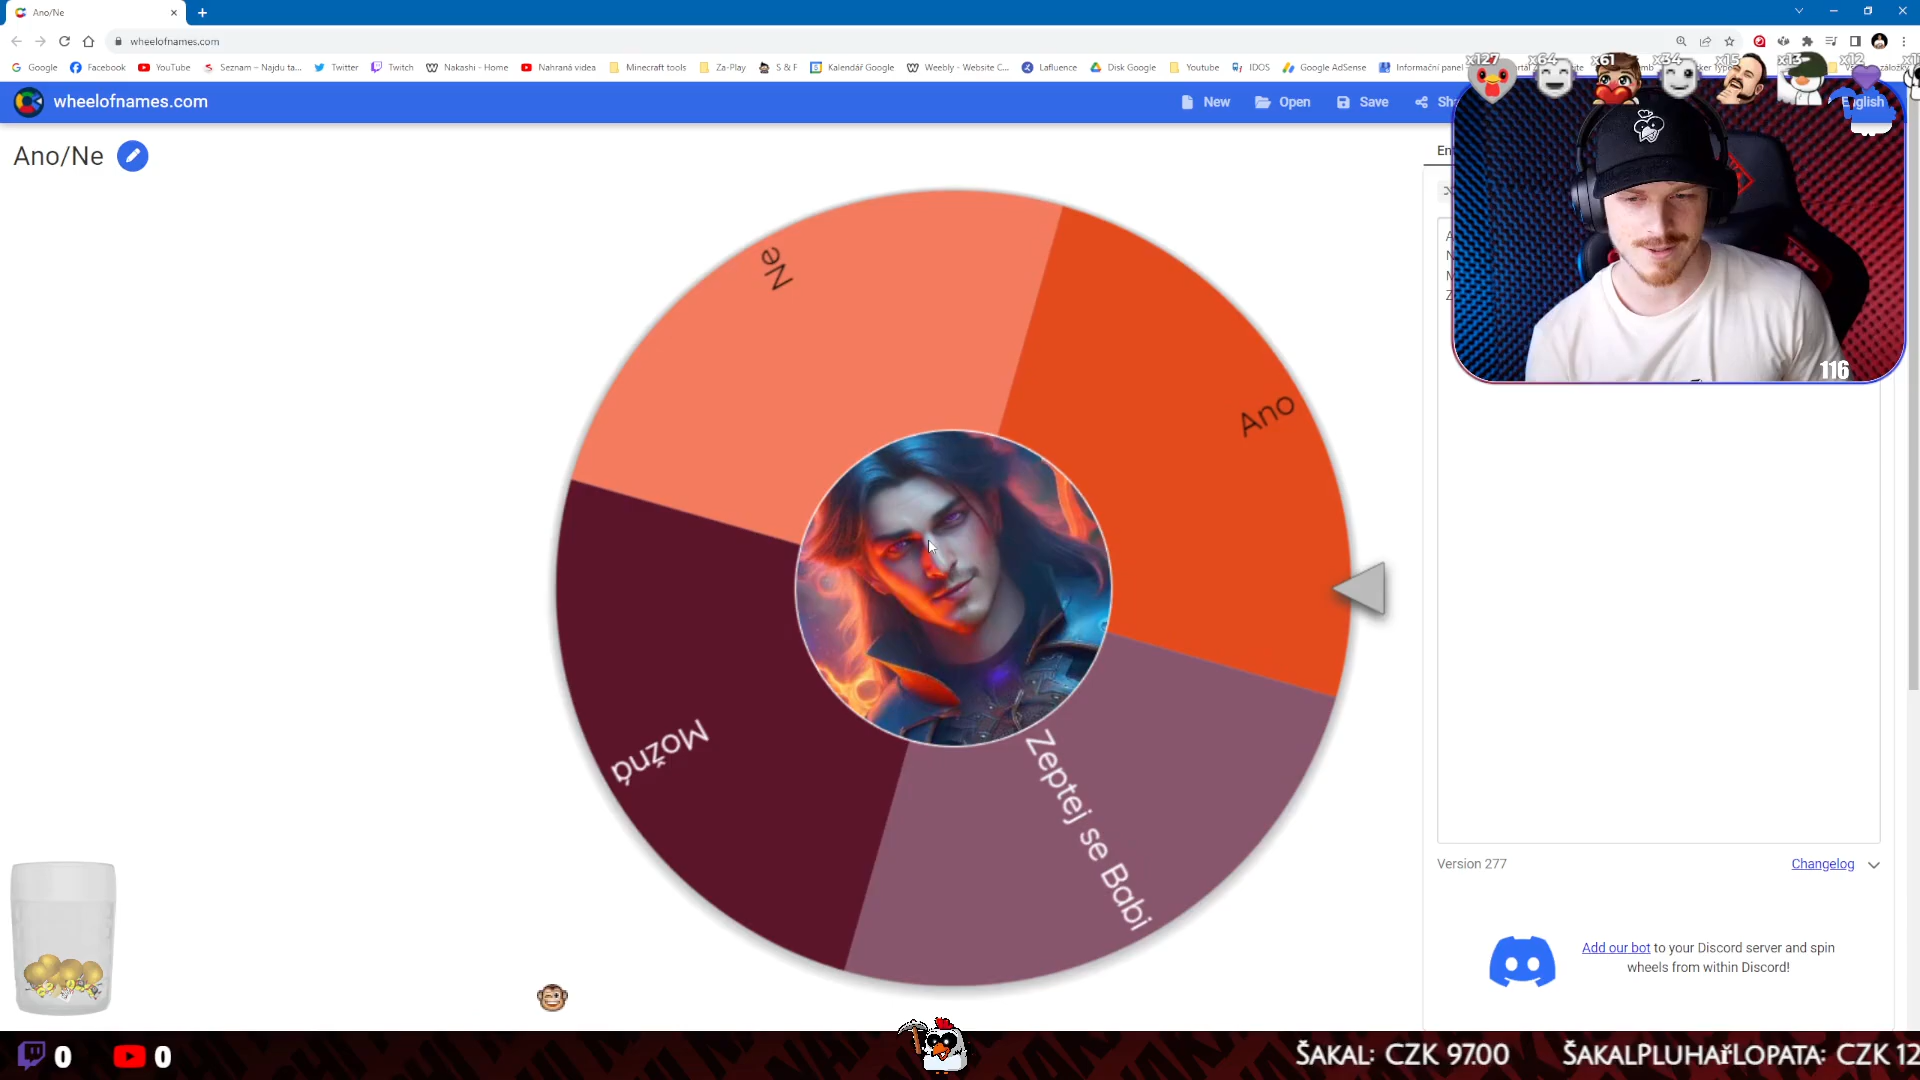 Ano/Ne
wheelofnames.com
Google
Facebook
YouTube
Seznam – Najdu ta...
Twitter
Twitch
Nakashi - Home
Nahraná videa
Minecraft tools
Za-Play
S & F
Kalendář Google
Weebly - Website C...
Lafluence
Disk Google
Youtube
IDOS
Google AdSense
Informační panel
x127
x64
x61
x34
x15
x13
x12
wheelofnames.com
New
Open
Save
English
Ano/Ne
Ne
Ano
Možná
Zeptej se Babi
116
Version 277
Changelog
Add our bot to your Discord server and spin
wheels from within Discord!
0
0
ŠAKAL: CZK 97.00
ŠAKALPLUHAřLOPATA: CZK 12